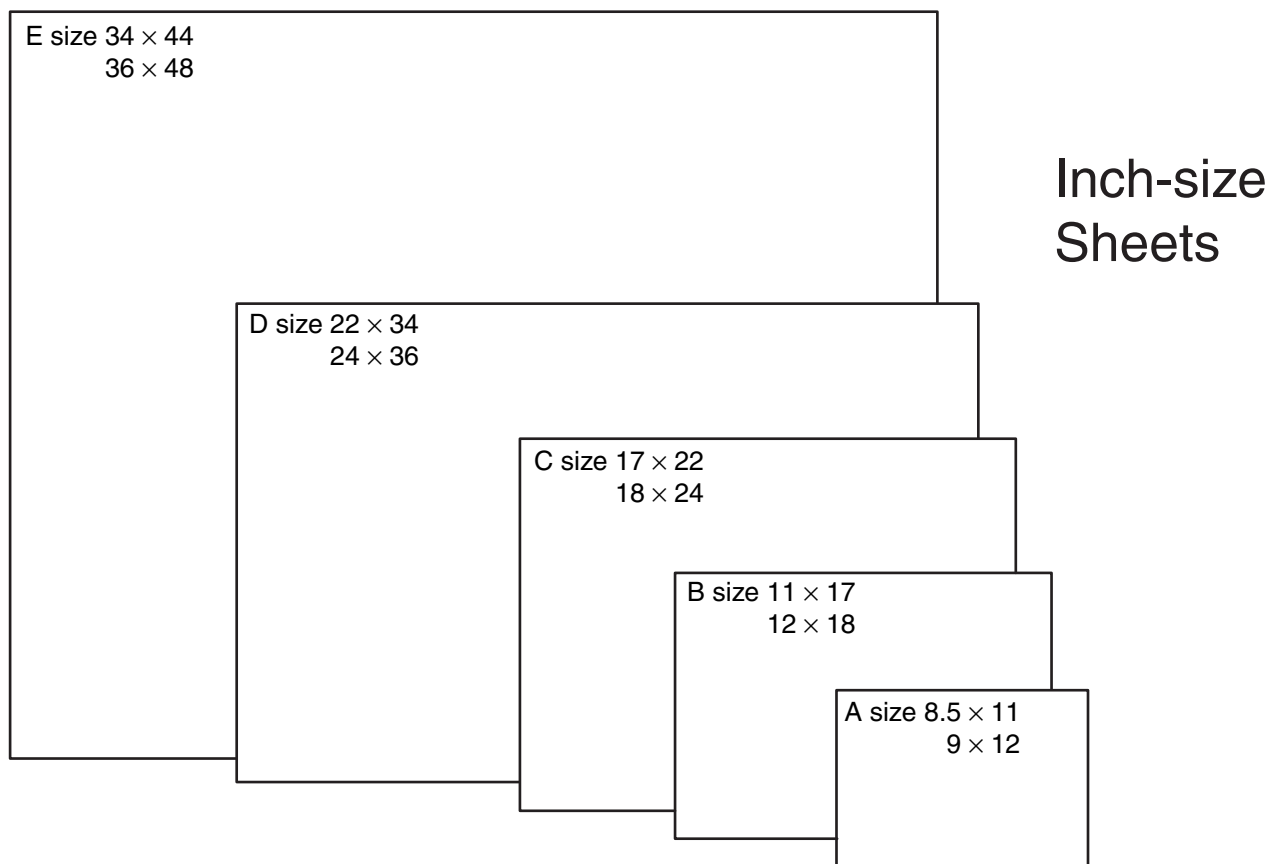 E size 34 × 44
36 × 48
Inch-size
Sheets
D size 22 × 34
24 × 36
C size 17 × 22
18 × 24
B size 11 × 17
12 × 18
A size 8.5 × 11
9 × 12